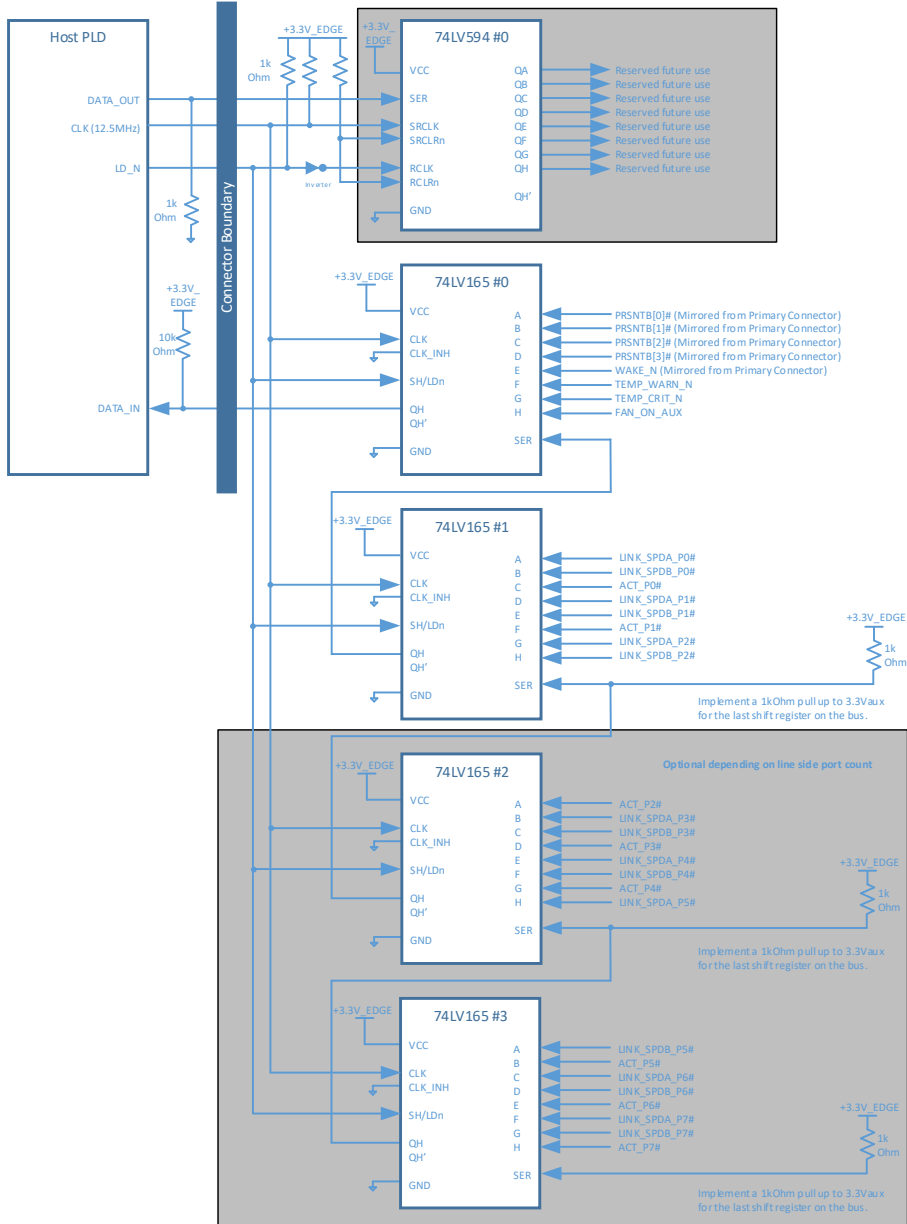 Host PLD
DATA_OUT
CLK (12.5MHz)
LD_N
1k
Ohm
+3.3V_
EDGE
10k
Ohm
DATA_IN
Connector Boundary
+3.3V_EDGE
1k
Ohm
Inverter
+3.3V_
EDGE
74LV594 #0
VCC
SER
SRCLK
SRCLRn
RCLK
RCLRn
GND
QA
QB
QC
QD
QE
QF
QG
QH
QH'
Reserved future use
Reserved future use
Reserved future use
Reserved future use
Reserved future use
Reserved future use
Reserved future use
Reserved future use
+3.3V_EDGE
74LV165 #0
VCC
CLK
CLK_INH
SH/LDn
QH
QH'
GND
A
B
C
D
E
F
G
H
SER
PRSNTB[0]# (Mirrored from Primary Connector)
PRSNTB[1]# (Mirrored from Primary Connector)
PRSNTB[2]# (Mirrored from Primary Connector)
PRSNTB[3]# (Mirrored from Primary Connector)
WAKE_N (Mirrored from Primary Connector)
TEMP_WARN_N
TEMP_CRIT_N
FAN_ON_AUX
+3.3V_EDGE
74LV165 #1
VCC
CLK
CLK_INH
SH/LDn
QH
QH'
GND
A
B
C
D
E
F
G
H
SER
LINK_SPDA_P0#
LINK_SPDB_P0#
ACT_P0#
LINK_SPDA_P1#
LINK_SPDB_P1#
ACT_P1#
LINK_SPDA_P2#
LINK_SPDB_P2#
+3.3V_EDGE
1k
Ohm
Implement a 1kOhm pull up to 3.3Vaux
for the last shift register on the bus.
Optional depending on line side port count
+3.3V_EDGE
74LV165 #2
VCC
CLK
CLK_INH
SH/LDn
QH
QH'
GND
A
B
C
D
E
F
G
H
SER
ACT_P2#
LINK_SPDA_P3#
LINK_SPDB_P3#
ACT_P3#
LINK_SPDA_P4#
LINK_SPDB_P4#
ACT_P4#
LINK_SPDA_P5#
+3.3V_EDGE
1k
Ohm
Implement a 1kOhm pull up to 3.3Vaux
for the last shift register on the bus.
+3.3V_EDGE
74LV165 #3
VCC
CLK
CLK_INH
SH/LDn
QH
QH'
GND
A
B
C
D
E
F
G
H
SER
LINK_SPDB_P5#
ACT_P5#
LINK_SPDA_P6#
LINK_SPDB_P6#
ACT_P6#
LINK_SPDA_P7#
LINK_SPDB_P7#
ACT_P7#
+3.3V_EDGE
1k
Ohm
Implement a 1kOhm pull up to 3.3Vaux
for the last shift register on the bus.